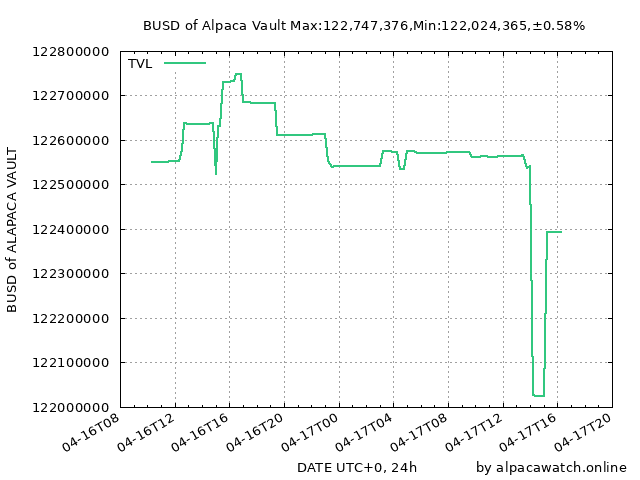 BUSD of Alpaca Vault Max:122,747,376,Min:122,024,365,±0.58%
TVL
122800000
122700000
122600000
122500000
122400000
122300000
122200000
122100000
122000000
BUSD of ALAPACA VAULT
04-16T08
04-16T12
04-16T16
04-16T20
04-17T00
04-17T04
04-17T08
04-17T12
04-17T16
04-17T20
DATE UTC+0, 24h
by alpacawatch.online